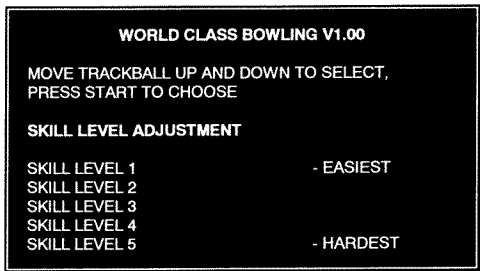 WORLD CLASS BOWLING V1.00
MOVE TRACKBALL UP AND DOWN TO SELECT,
PRESS START TO CHOOSE
SKILL LEVEL ADJUSTMENT
SKILL LEVEL 1 - EASIEST
SKILL LEVEL 2
SKILL LEVEL 3
SKILL LEVEL 4
SKILL LEVEL 5 - HARDEST